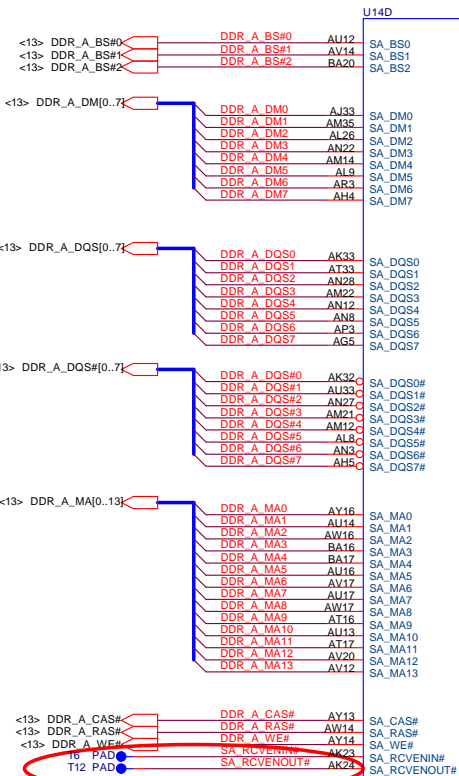 U14D
<13> DDR_A_BS#0 DDR_A_BS#0 AU12 SA_BS0
<13> DDR_A_BS#1 DDR_A_BS#1 AV14 SA_BS1
<13> DDR_A_BS#2 DDR_A_BS#2 BA20 SA_BS2
<13> DDR_A_DM[0..7]
DDR_A_DM0 AJ33 SA_DM0
DDR_A_DM1 AM35 SA_DM1
DDR_A_DM2 AL26 SA_DM2
DDR_A_DM3 AN22 SA_DM3
DDR_A_DM4 AM14 SA_DM4
DDR_A_DM5 AL9 SA_DM5
DDR_A_DM6 AR3 SA_DM6
DDR_A_DM7 AH4 SA_DM7
<13> DDR_A_DQS[0..7]
DDR_A_DQS0 AK33 SA_DQS0
DDR_A_DQS1 AT33 SA_DQS1
DDR_A_DQS2 AN28 SA_DQS2
DDR_A_DQS3 AM22 SA_DQS3
DDR_A_DQS4 AN12 SA_DQS4
DDR_A_DQS5 AN8 SA_DQS5
DDR_A_DQS6 AP3 SA_DQS6
DDR_A_DQS7 AG5 SA_DQS7
13> DDR_A_DQS#[0..7]
DDR_A_DQS#0 AK32 SA_DQS0#
DDR_A_DQS#1 AU33 SA_DQS1#
DDR_A_DQS#2 AN27 SA_DQS2#
DDR_A_DQS#3 AM21 SA_DQS3#
DDR_A_DQS#4 AM12 SA_DQS4#
DDR_A_DQS#5 AL8 SA_DQS5#
DDR_A_DQS#6 AN3 SA_DQS6#
DDR_A_DQS#7 AH5 SA_DQS7#
<13> DDR_A_MA[0..13]
DDR_A_MA0 AY16 SA_MA0
DDR_A_MA1 AU14 SA_MA1
DDR_A_MA2 AW16 SA_MA2
DDR_A_MA3 BA16 SA_MA3
DDR_A_MA4 BA17 SA_MA4
DDR_A_MA5 AU16 SA_MA5
DDR_A_MA6 AV17 SA_MA6
DDR_A_MA7 AU17 SA_MA7
DDR_A_MA8 AW17 SA_MA8
DDR_A_MA9 AT16 SA_MA9
DDR_A_MA10 AU13 SA_MA10
DDR_A_MA11 AT17 SA_MA11
DDR_A_MA12 AV20 SA_MA12
DDR_A_MA13 AV12 SA_MA13
<13> DDR_A_CAS# DDR_A_CAS# AY13 SA_CAS#
<13> DDR_A_RAS# DDR_A_RAS# AW14 SA_RAS#
<13> DDR_A_WE# DDR_A_WE# AY14 SA_WE#
T6 PAD SA_RCVENIN# AK23 SA_RCVENIN#
T12 PAD SA_RCVENOUT# AK24 SA_RCVENOUT#